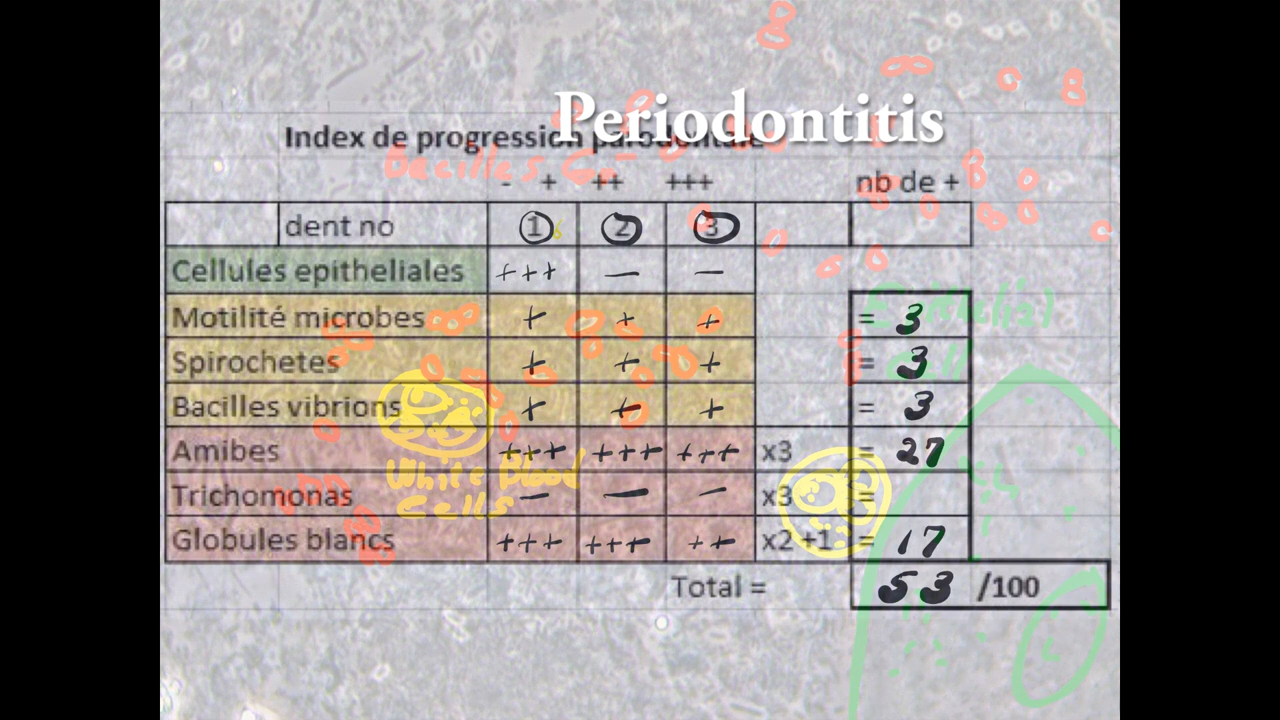 Periodontitis
Index de progression parodontale
Bacilles G-
- + ++ +++ nb de +
dent no 1 2 3
Cellules epitheliales +++ — —
Motilité microbes + + + = 3
Spirochetes + + + = 3
Bacilles vibrions + + + = 3
Amibes +++ +++ +++ x3 = 27
White Blood
Cells
Trichomonas — — — x3 =
Globules blancs +++ +++ ++ x2 +1 = 17
Total = 53 /100